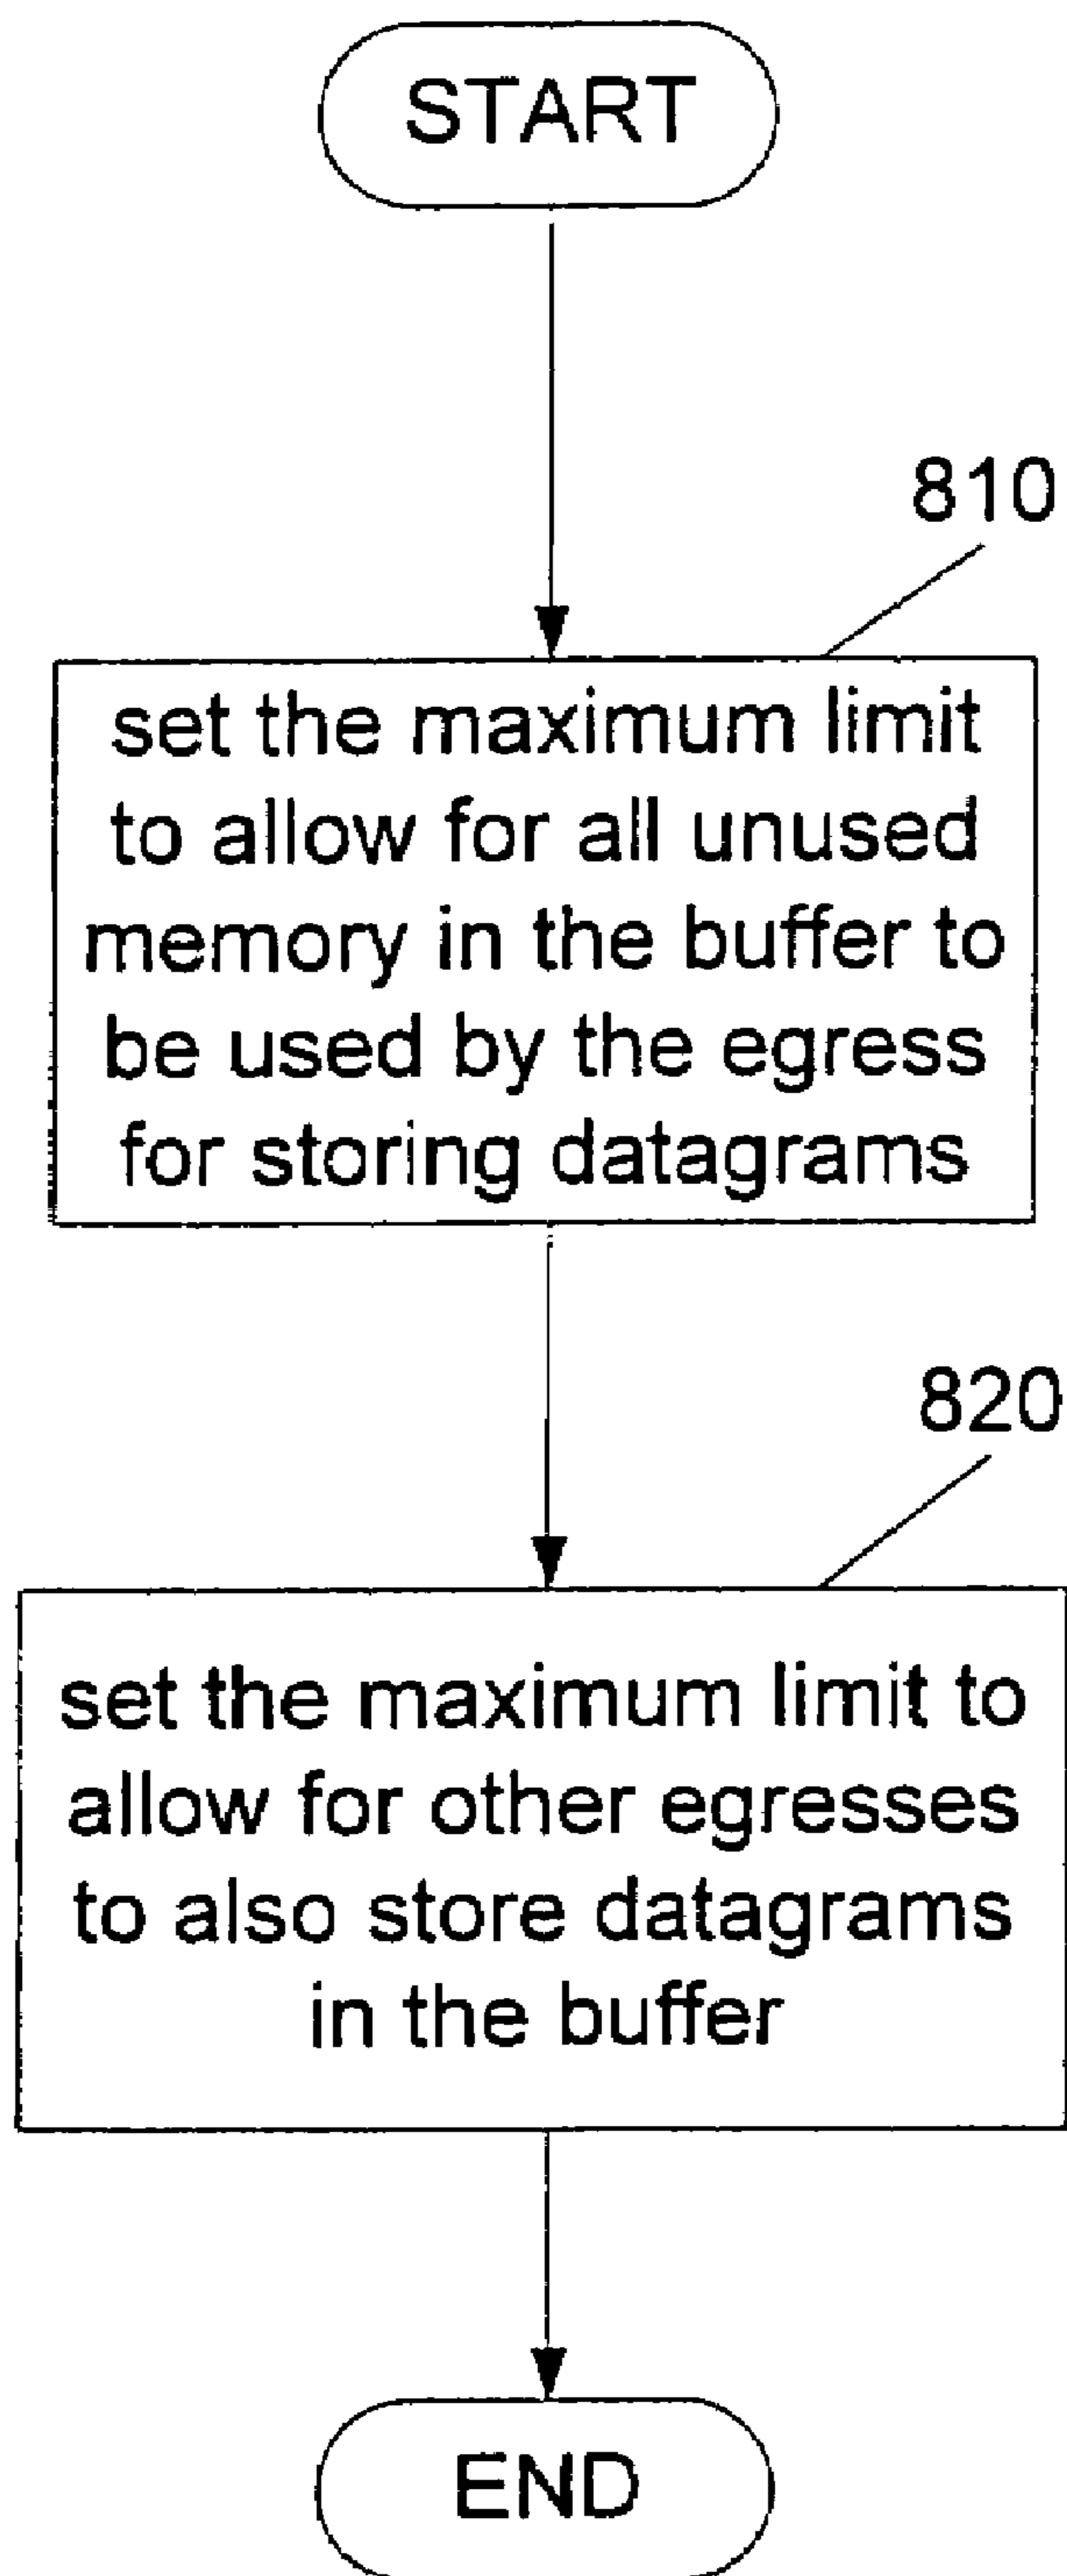 START
810
set the maximum limit
to allow for all unused
memory in the buffer to
be used by the egress
for storing datagrams
820
set the maximum limit to
allow for other egresses
to also store datagrams
in the buffer
END